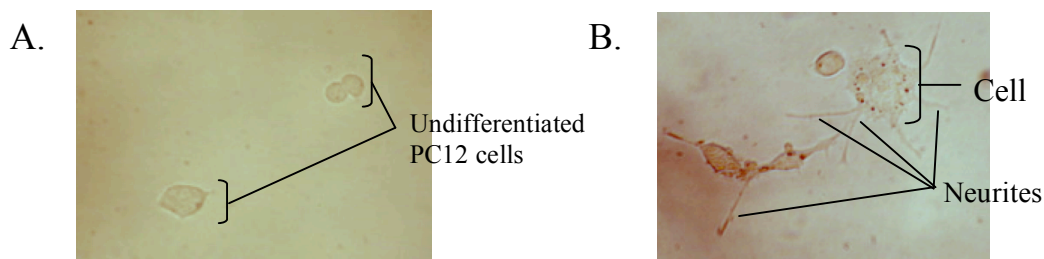 A.
Undifferentiated
PC12 cells
B.
Cell
Neurites